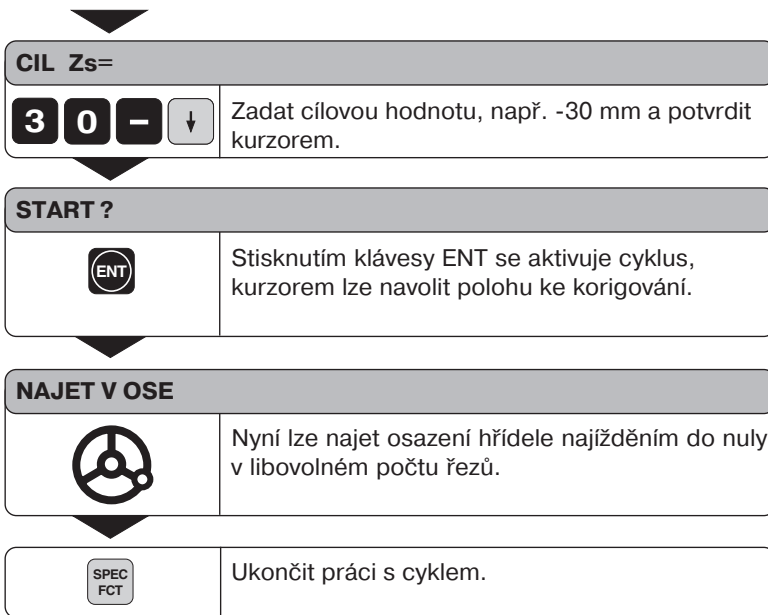 CIL Zs=
3 0 – ↓
Zadat cílovou hodnotu, např. -30 mm a potvrdit
kurzorem.
START ?
ENT
Stisknutím klávesy ENT se aktivuje cyklus,
kurzorem lze navolit polohu ke korigování.
NAJET V OSE
Nyní lze najet osazení hřídele najížděním do nuly
v libovolném počtu řezů.
SPEC
FCT
Ukončit práci s cyklem.